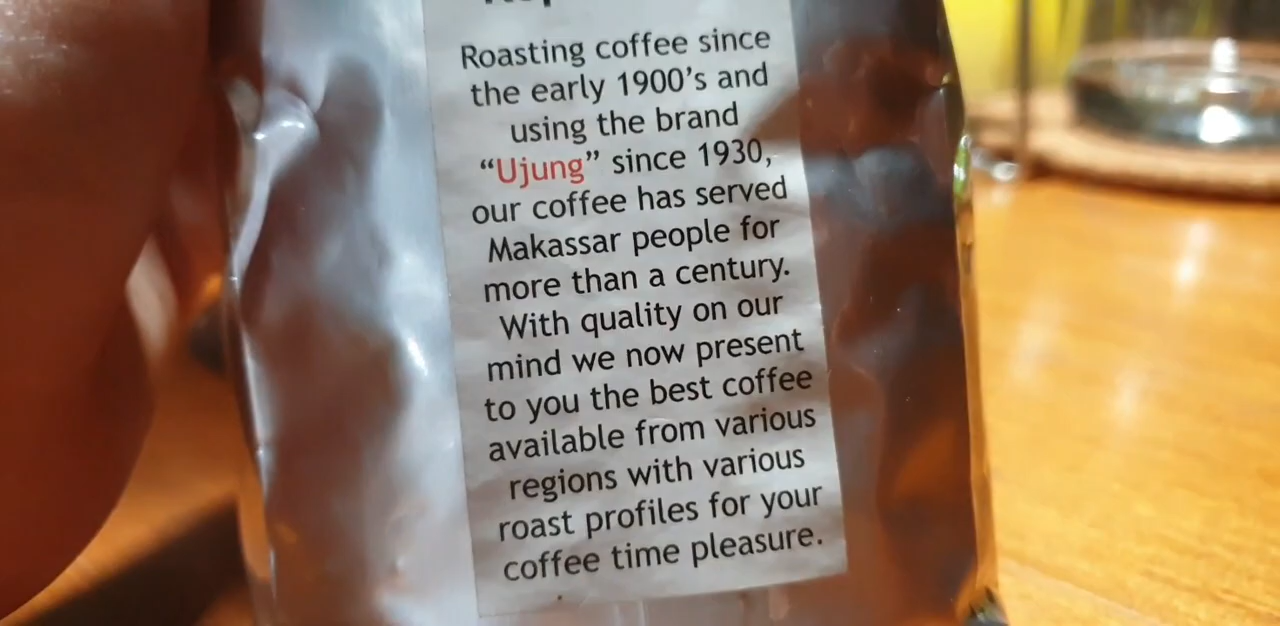 Roasting coffee since
the early 1900's and
using the brand
“Ujung” since 1930,
our coffee has served
Makassar people for
more than a century.
With quality on our
mind we now present
to you the best coffee
available from various
regions with various
roast profiles for your
coffee time pleasure.